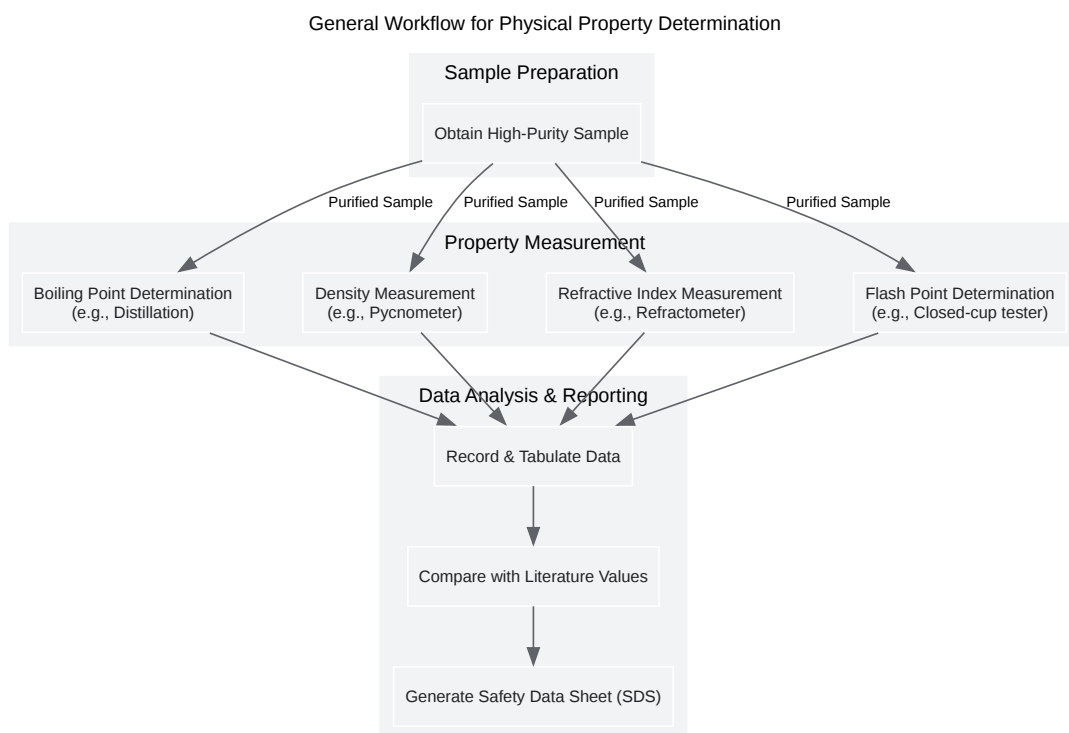 General Workflow for Physical Property Determination
Sample Preparation
Obtain High-Purity Sample
Purified Sample
Purified Sample
Purified Sample
Purified Sample
Property Measurement
Boiling Point Determination
(e.g., Distillation)
Density Measurement
(e.g., Pycnometer)
Refractive Index Measurement
(e.g., Refractometer)
Flash Point Determination
(e.g., Closed-cup tester)
Data Analysis & Reporting
Record & Tabulate Data
Compare with Literature Values
Generate Safety Data Sheet (SDS)